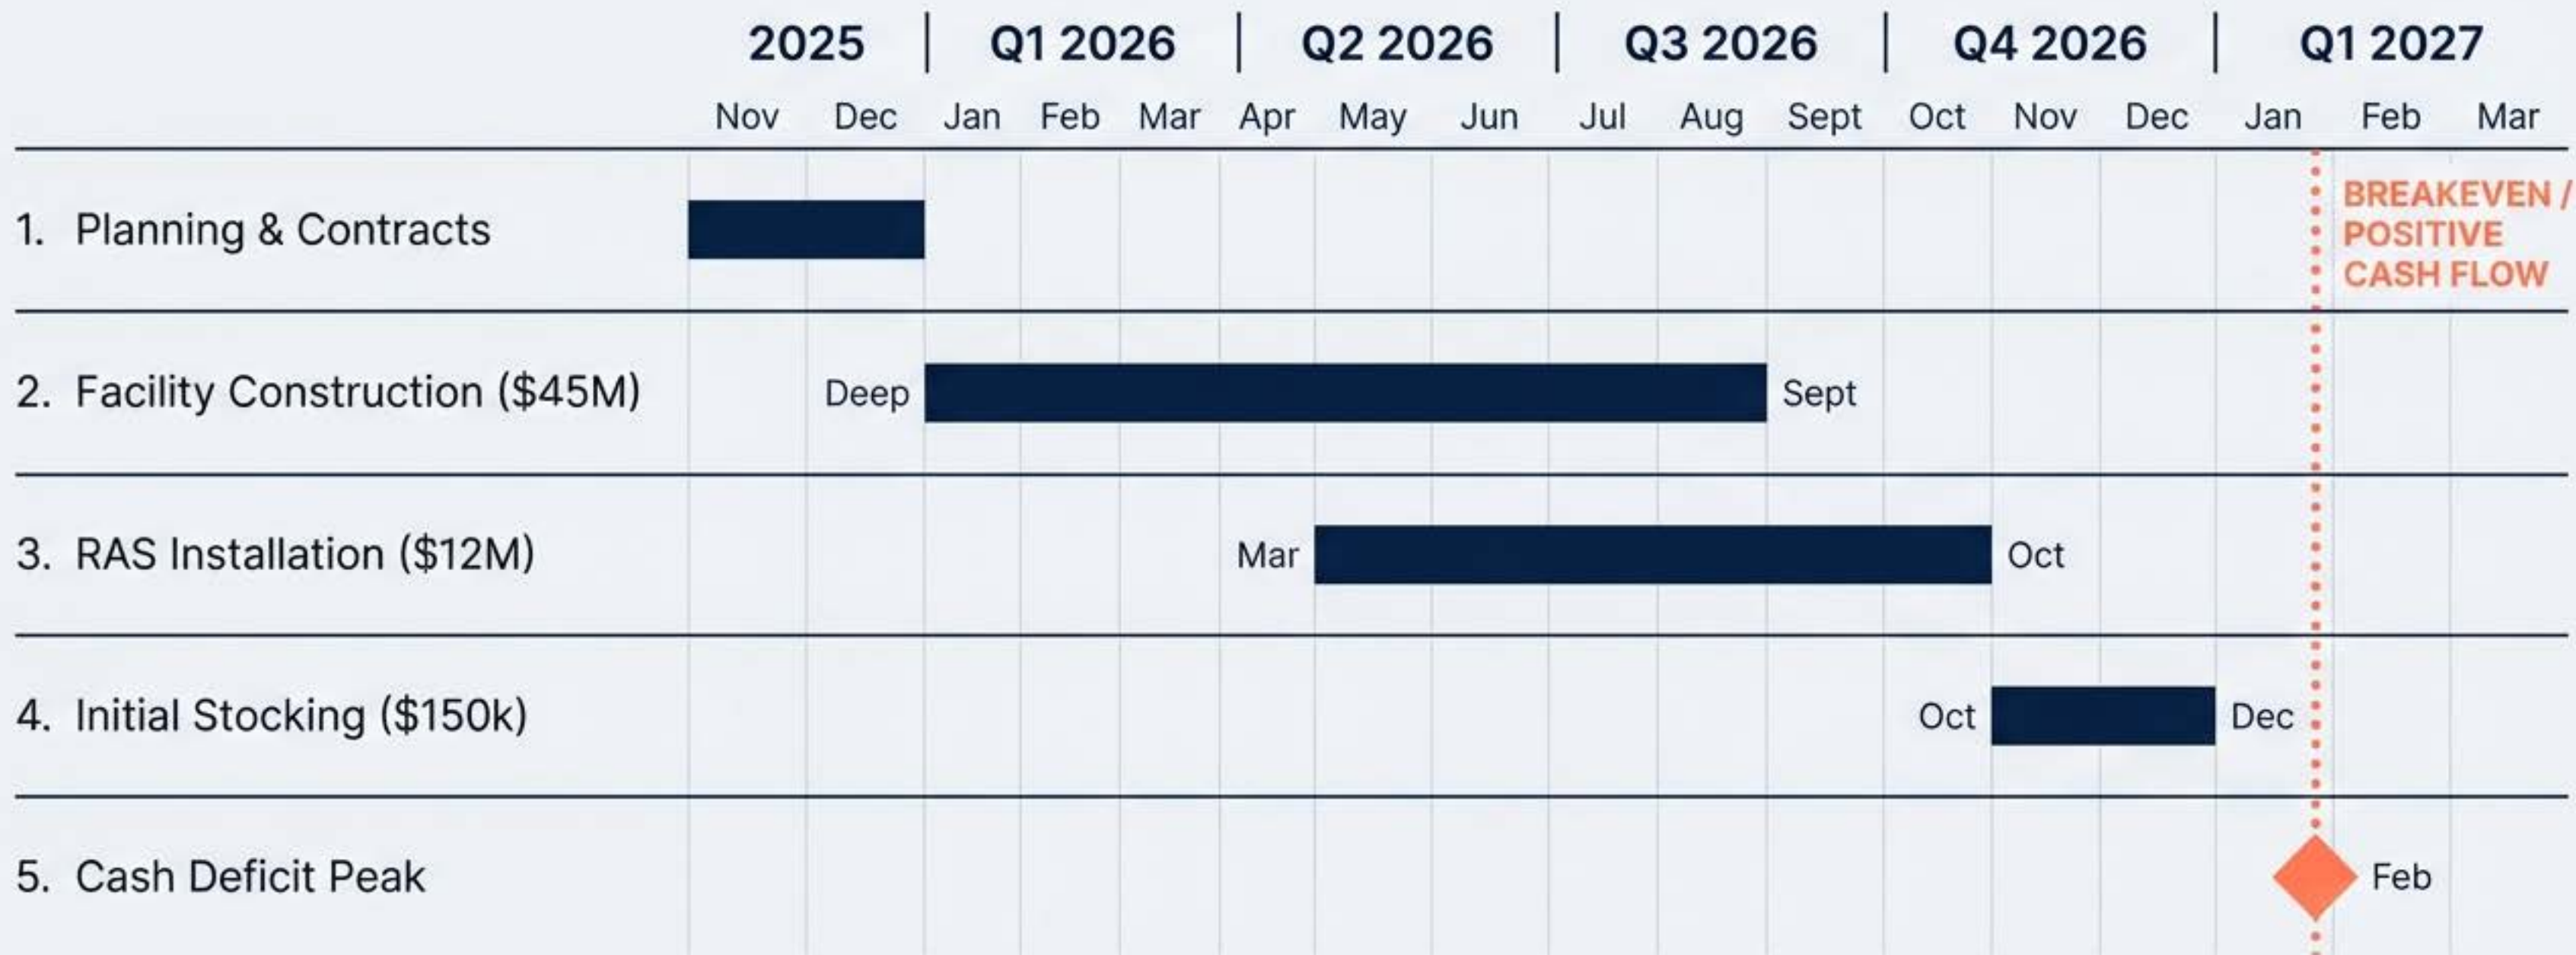 2025 | Q1 2026 | Q2 2026 | Q3 2026 | Q4 2026 | Q1 2027
Nov Dec Jan Feb Mar Apr May Jun Jul Aug Sept Oct Nov Dec Jan Feb Mar
1. Planning & Contracts
BREAKEVEN /
POSITIVE
CASH FLOW
2. Facility Construction ($45M) Deep Sept
3. RAS Installation ($12M) Mar Oct
4. Initial Stocking ($150k) Oct Dec
5. Cash Deficit Peak Feb